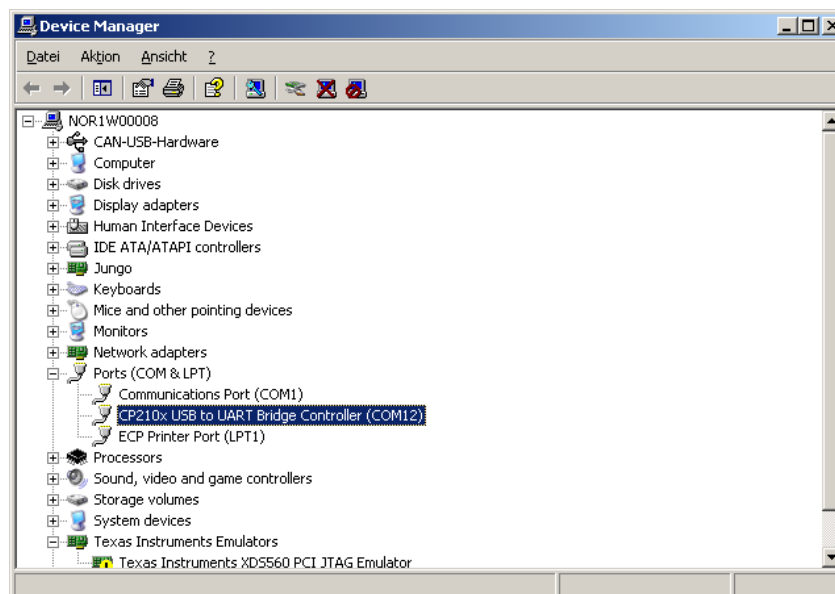 Device Manager
Datei Aktion Ansicht ?
NOR1W00008
CAN-USB-Hardware
Computer
Disk drives
Display adapters
Human Interface Devices
IDE ATA/ATAPI controllers
Jungo
Keyboards
Mice and other pointing devices
Monitors
Network adapters
Ports (COM & LPT)
Communications Port (COM1)
CP210x USB to UART Bridge Controller (COM12)
ECP Printer Port (LPT1)
Processors
Sound, video and game controllers
Storage volumes
System devices
Texas Instruments Emulators
Texas Instruments XDS560 PCI JTAG Emulator